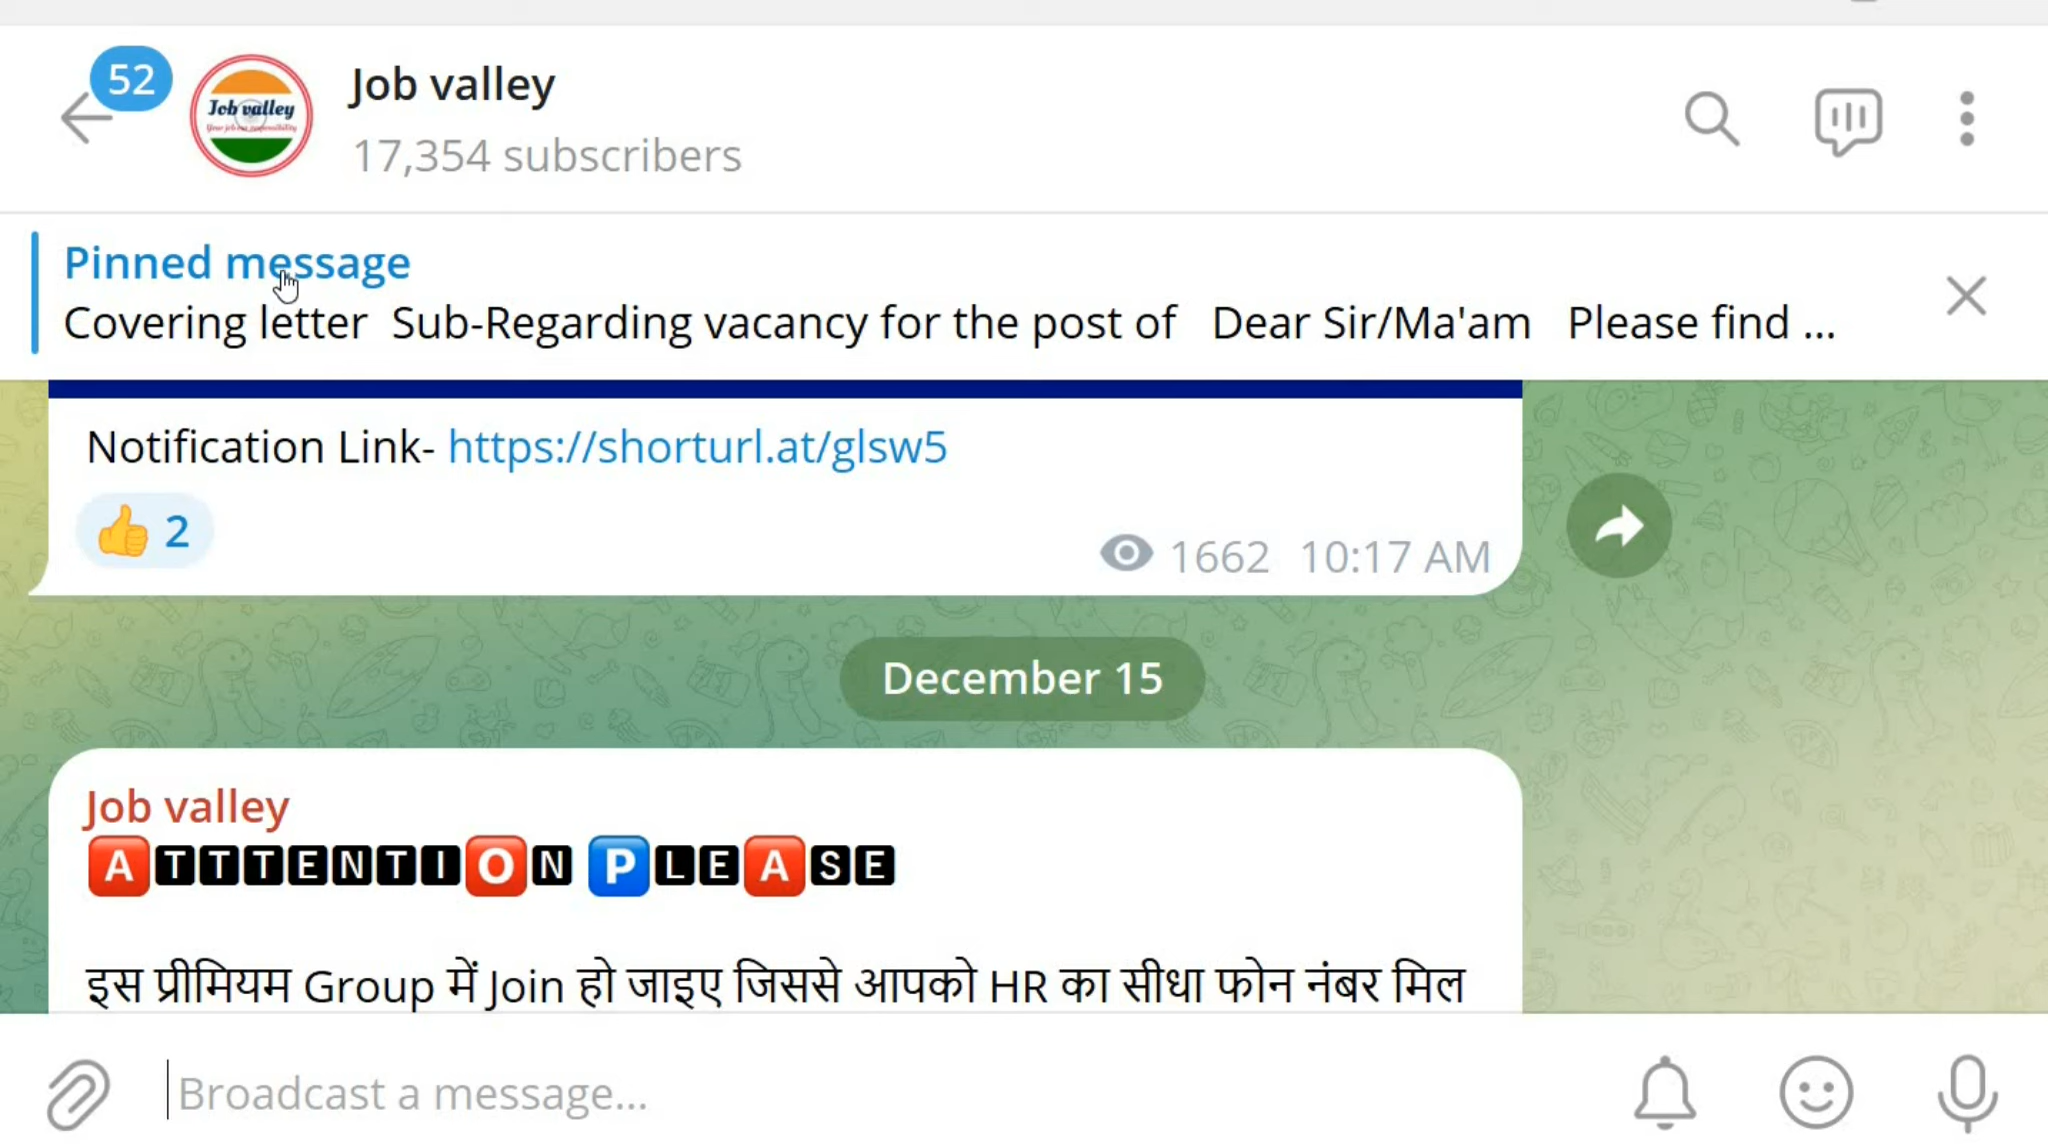 52
Job valley
Job valley
17,354 subscribers
Pinned message
Covering letter  Sub-Regarding vacancy for the post of   Dear Sir/Ma'am   Please find ...
Notification Link- https://shorturl.at/glsw5
👍 2
1662 10:17 AM
December 15
Job valley
ATTTENTION PLEASE
इस प्रीमियम Group में Join हो जाइए जिससे आपको HR का सीधा फोन नंबर मिल
Broadcast a message...